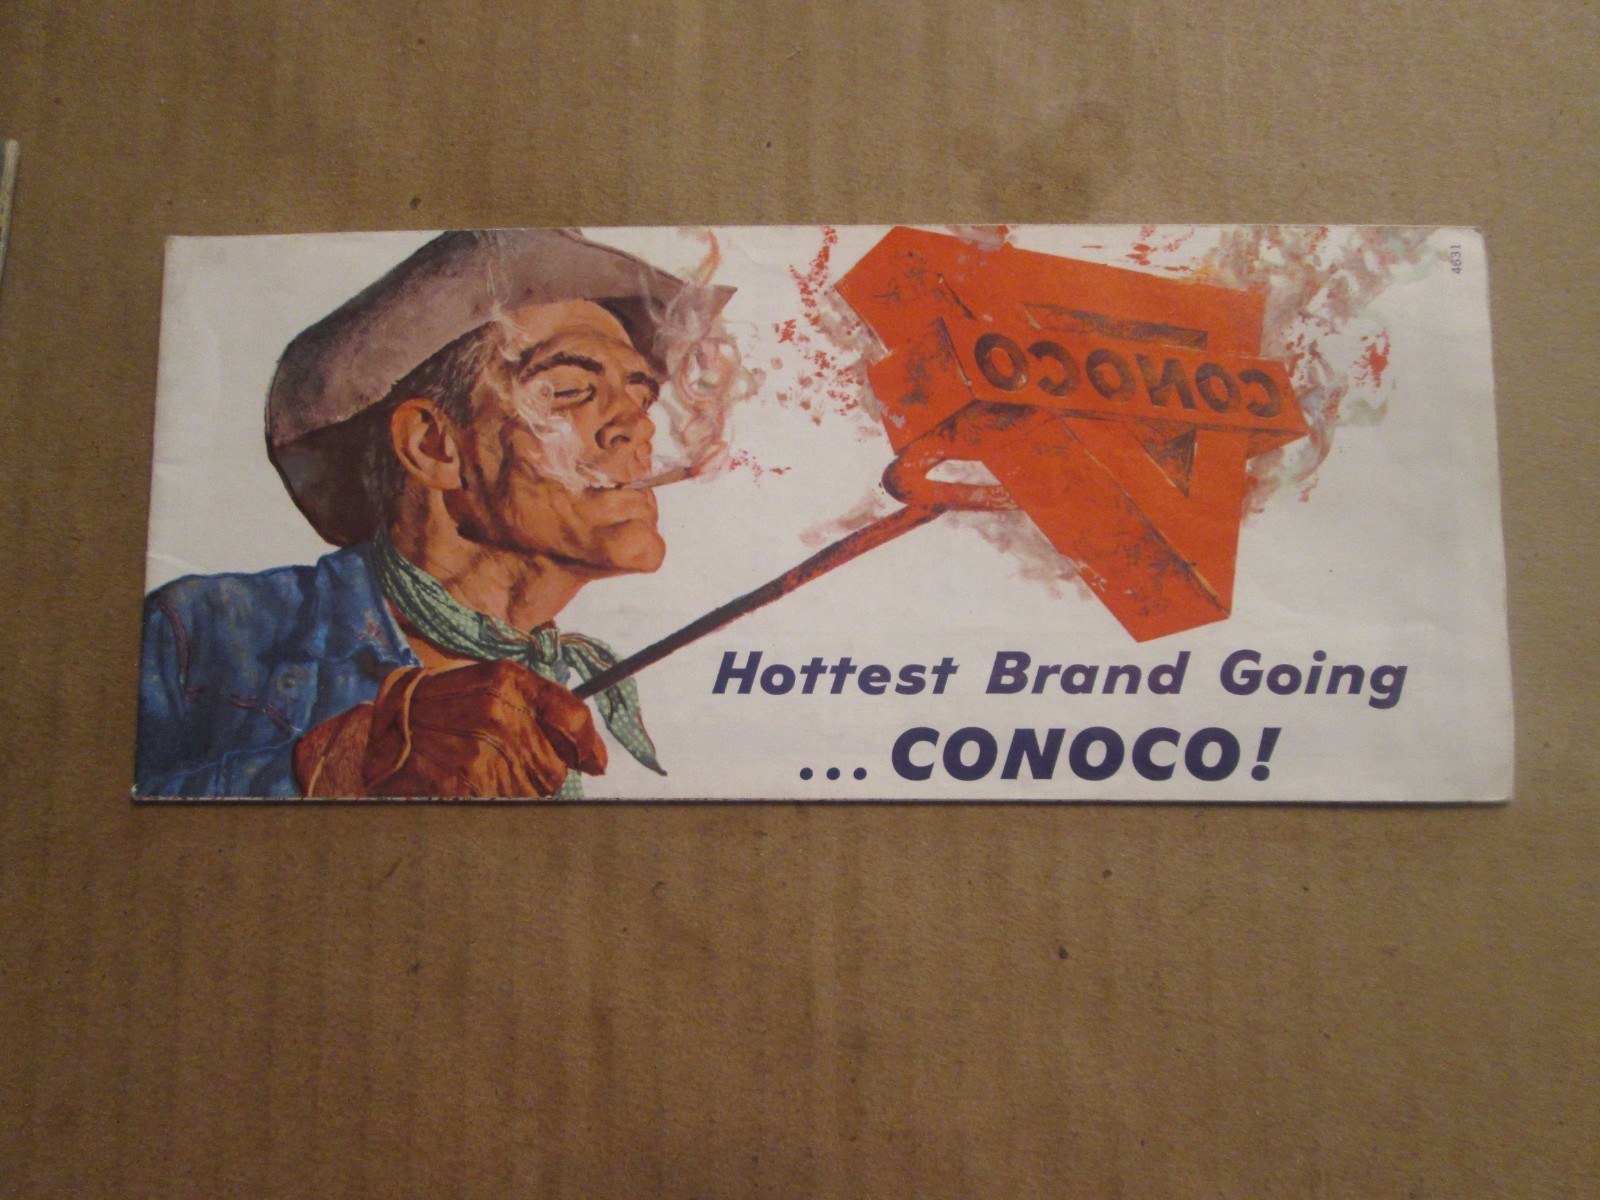 4631
CONOCO
Hottest Brand Going
... CONOCO!